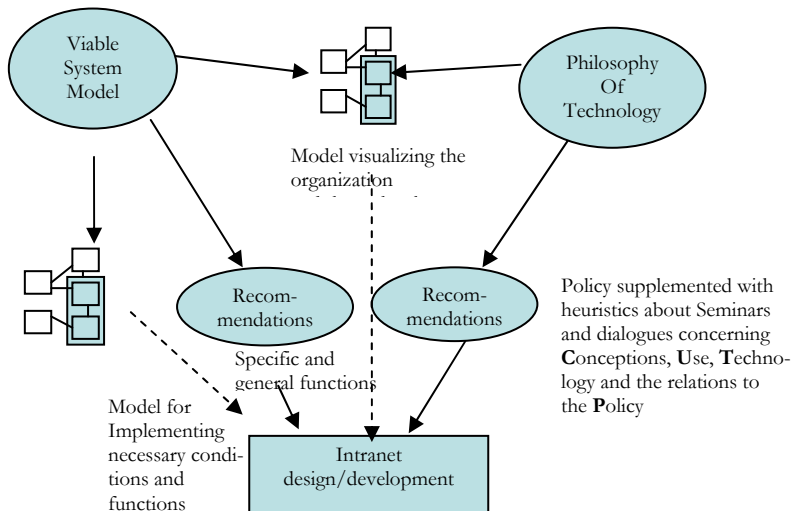 Viable
System
Model
Philosophy
Of
Technology
Model visualizing the
organization
Recom-
mendations
Recom-
mendations
Policy supplemented with
heuristics about Seminars
and dialogues concerning
Conceptions, Use, Techno-
logy and the relations to
the Policy
Specific and
general functions
Model for
Implementing
necessary condi-
tions and
functions
Intranet
design/development